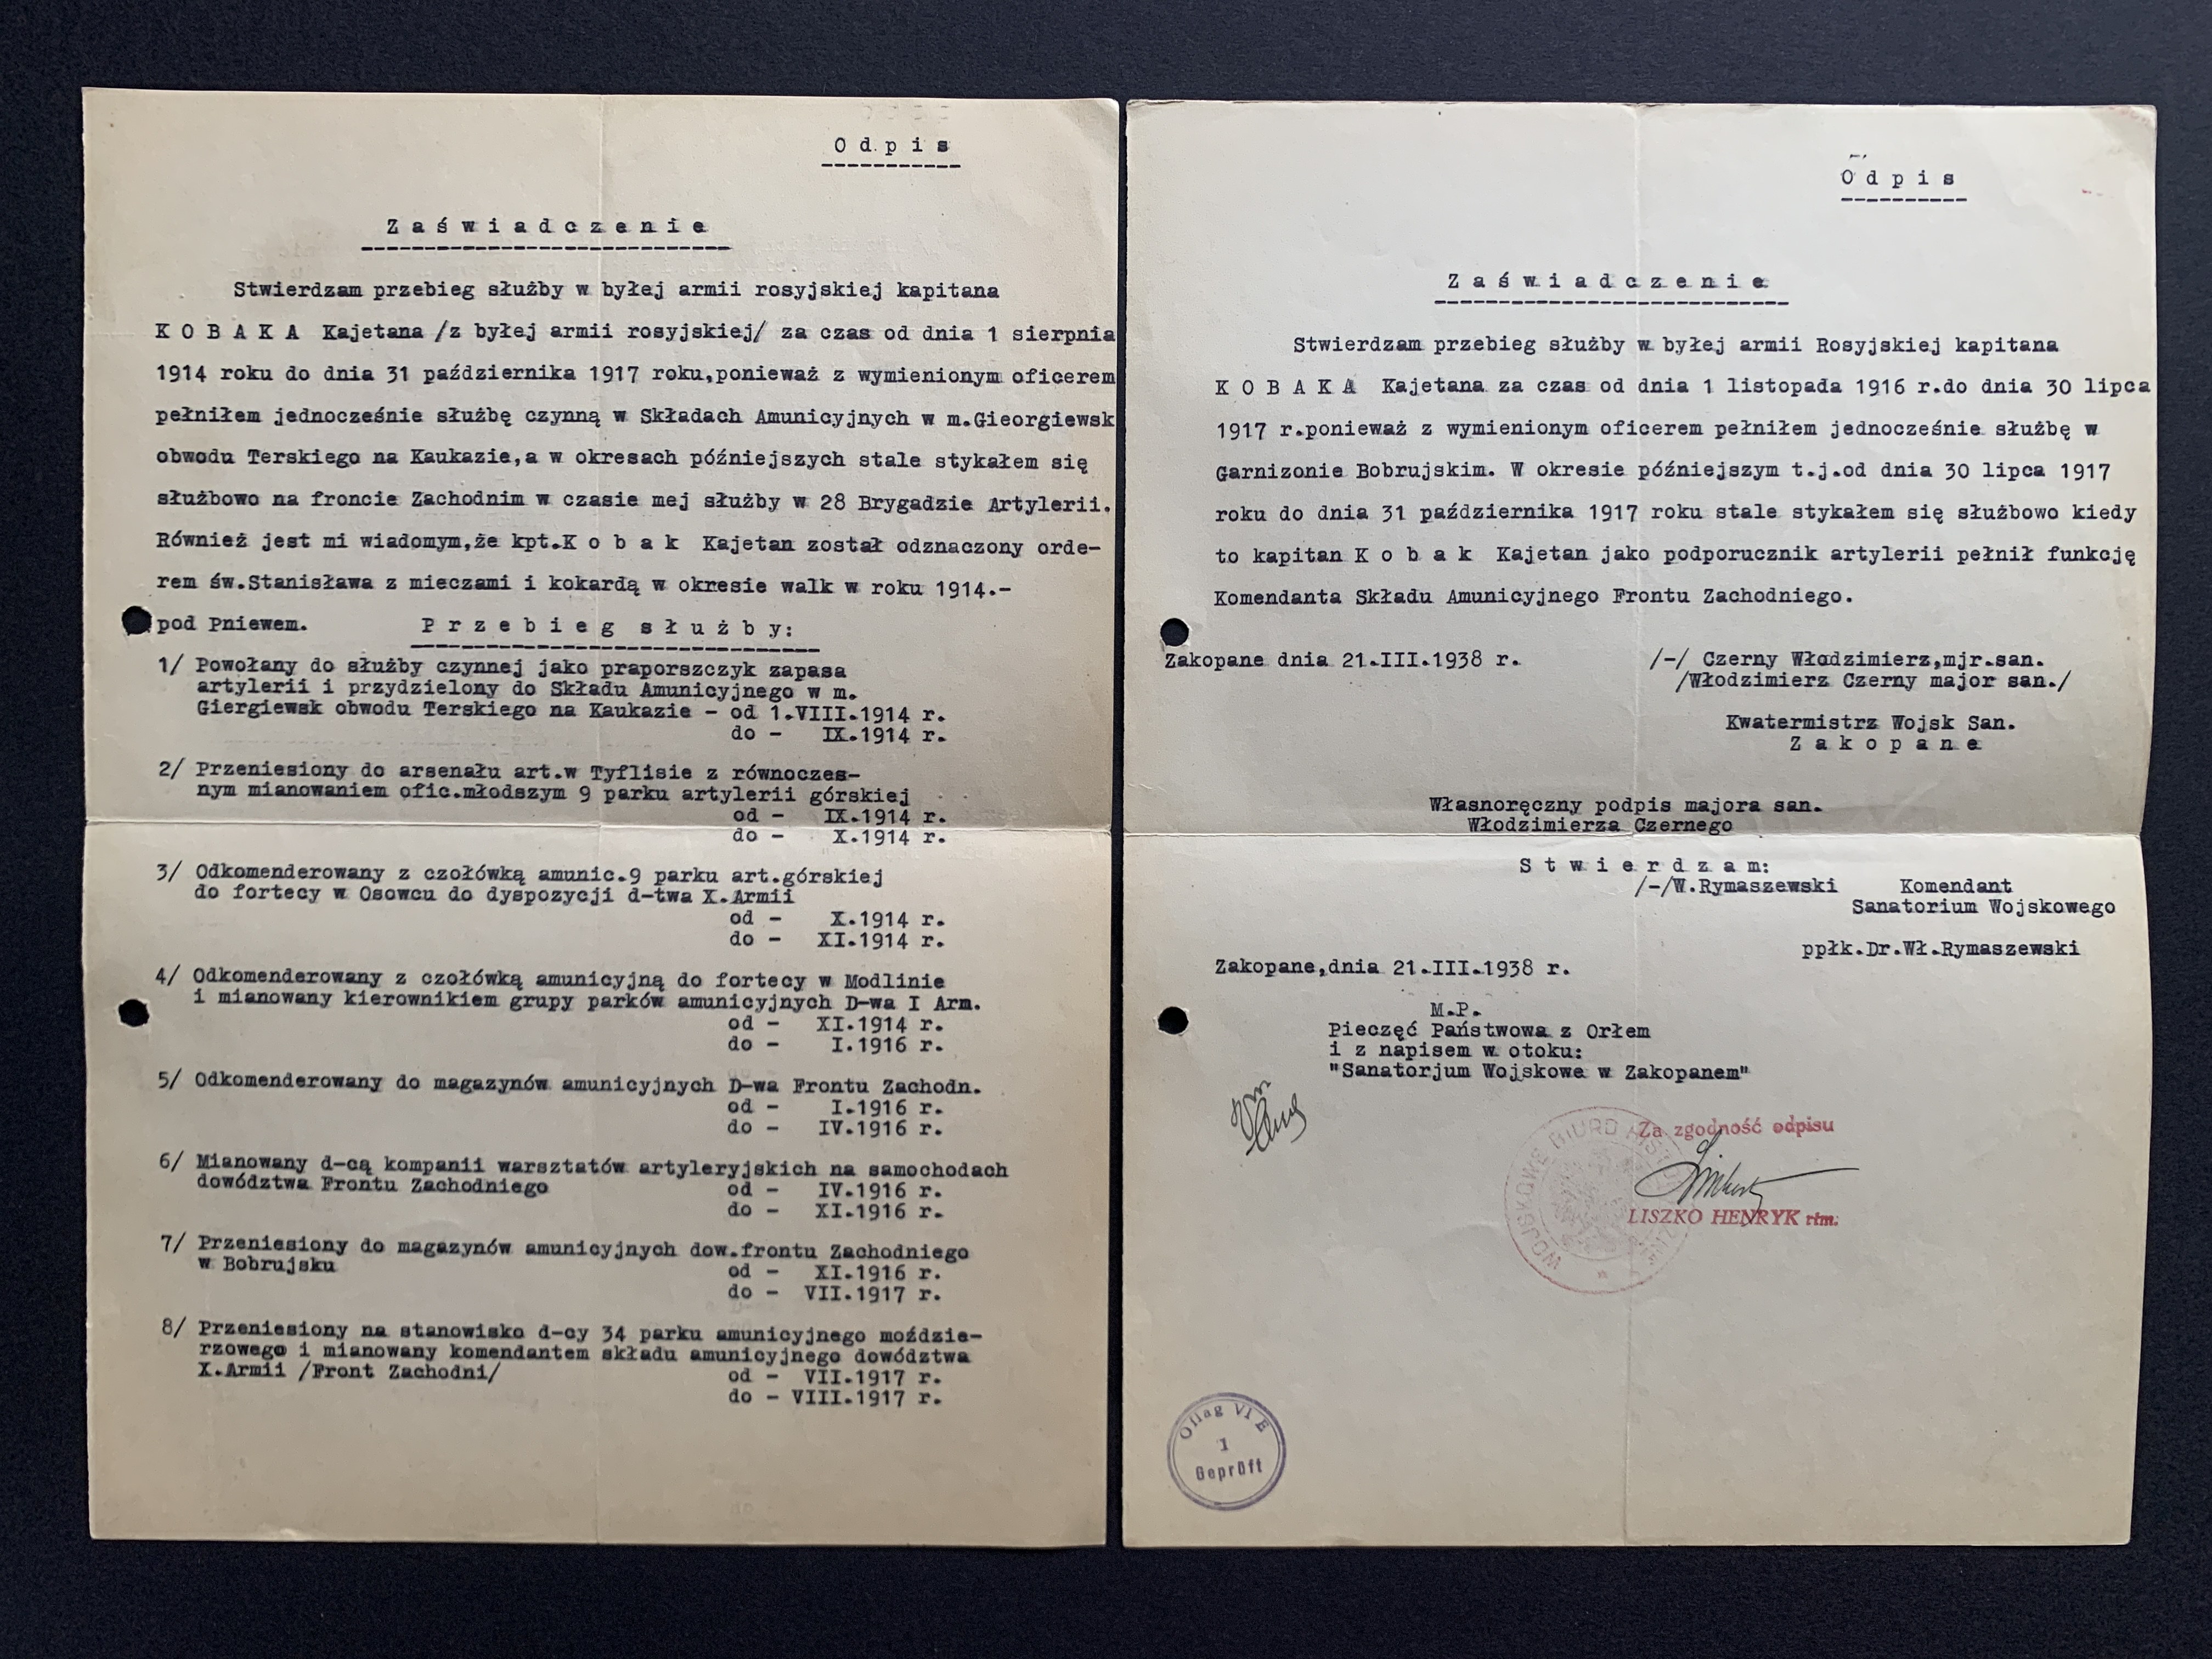 O d p i s
Z a ś w i a d c z e n i e
Stwierdzam przebieg służby w byłej armii rosyjskiej kapitana
K O B A K A Kajetana /z byłej armii rosyjskiej/ za czas od dnia 1 sierpnia
1914 roku do dnia 31 października 1917 roku,ponieważ z wymienionym oficerem
pełniłem jednocześnie służbę czynną w Składach Amunicyjnych w m.Gieorgiewsk
obwodu Terskiego na Kaukazie,a w okresach późniejszych stale stykałem się
służbowo na froncie Zachodnim w czasie mej służby w 28 Brygadzie Artylerii.
Również jest mi wiadomym,że kpt.K o b a k Kajetan został odznaczony orde-
rem św.Stanisława z mieczami i kokardą w okresie walk w roku 1914.-
pod Pniewem. P r z e b i e g s ł u ż b y:
1/ Powołany do służby czynnej jako praporszczyk zapasa
artylerii i przydzielony do Składu Amunicyjnego w m.
Giergiewsk obwodu Terskiego na Kaukazie - od 1.VIII.1914 r.
do - IX.1914 r.
2/ Przeniesiony do arsenału art.w Tyflisie z równoczes-
nym mianowaniem ofic.młodszym 9 parku artylerii górskiej
od - IX.1914 r.
do - X.1914 r.
3/ Odkomenderowany z czołówką amunic.9 parku art.górskiej
do fortecy w Osowcu do dyspozycji d-twa X.Armii
od - X.1914 r.
do - XI.1914 r.
4/ Odkomenderowany z czołówką amunicyjną do fortecy w Modlinie
i mianowany kierownikiem grupy parków amunicyjnych D-wa I Arm.
od - XI.1914 r.
do - I.1916 r.
5/ Odkomenderowany do magazynów amunicyjnych D-wa Frontu Zachodn.
od - I.1916 r.
do - IV.1916 r.
6/ Mianowany d-cą kompanii warsztatów artyleryjskich na samochodach
dowództwa Frontu Zachodniego od - IV.1916 r.
do - XI.1916 r.
7/ Przeniesiony do magazynów amunicyjnych dow.frontu Zachodniego
w Bobrujsku od - XI.1916 r.
do - VII.1917 r.
8/ Przeniesiony na stanowisko d-cy 34 parku amunicyjnego moździe-
rzowego i mianowany komendantem składu amunicyjnego dowództwa
X.Armii /Front Zachodni/ od - VII.1917 r.
do - VIII.1917 r.
O d p i s
Z a ś w i a d c z e n i e
Stwierdzam przebieg służby w byłej armii Rosyjskiej kapitana
K O B A K A Kajetana za czas od dnia 1 listopada 1916 r.do dnia 30 lipca
1917 r.ponieważ z wymienionym oficerem pełniłem jednocześnie służbę w
Garnizonie Bobrujskim. W okresie późniejszym t.j.od dnia 30 lipca 1917
roku do dnia 31 października 1917 roku stale stykałem się służbowo kiedy
to kapitan K o b a k Kajetan jako podporucznik artylerii pełnił funkcję
Komendanta Składu Amunicyjnego Frontu Zachodniego.
Zakopane dnia 21.III.1938 r. /-/ Czerny Włodzimierz,mjr.san.
/Włodzimierz Czerny major san./
Kwatermistrz Wojsk San.
Z a k o p a n e
Własnoręczny podpis majora san.
Włodzimierza Czernego
S t w i e r d z a m:
/-/W.Rymaszewski Komendant
Sanatorium Wojskowego
ppłk.Dr.Wł.Rymaszewski
Zakopane,dnia 21.III.1938 r.
M.P.
Pieczęć Państwowa z Orłem
i z napisem w otoku:
"Sanatorjum Wojskowe w Zakopanem"
Za zgodność odpisu
WOJSKOWE BIURO
LISZKO HENRYK rtm.
Oflag VI E
1
Geprüft